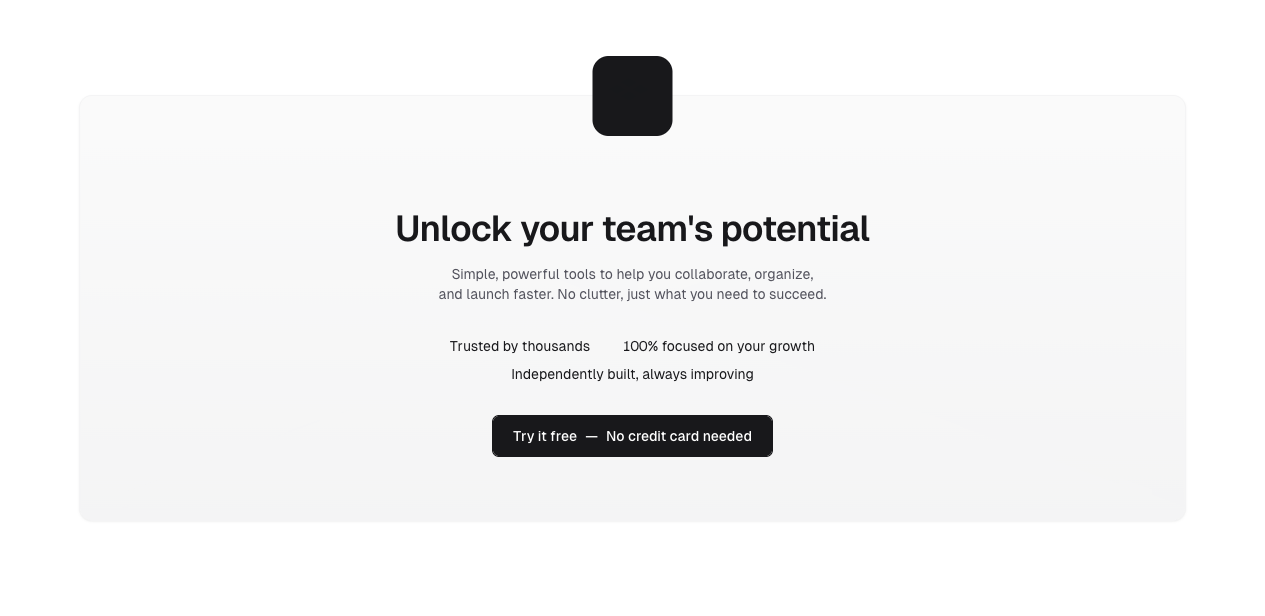 Unlock your team's potential
Simple, powerful tools to help you collaborate, organize,
and launch faster. No clutter, just what you need to succeed.
Trusted by thousands
100% focused on your growth
Independently built, always improving
Try it free — No credit card needed